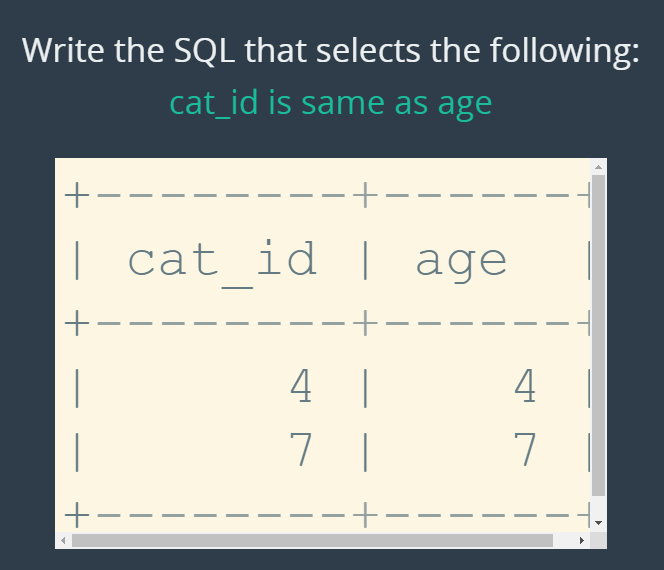 Write the SQL that selects the following:
cat_id is same as age
+---------+-------+
| cat_id | age |
+---------+-------+
| 4 | 4 |
| 7 | 7 |
+---------+-------+